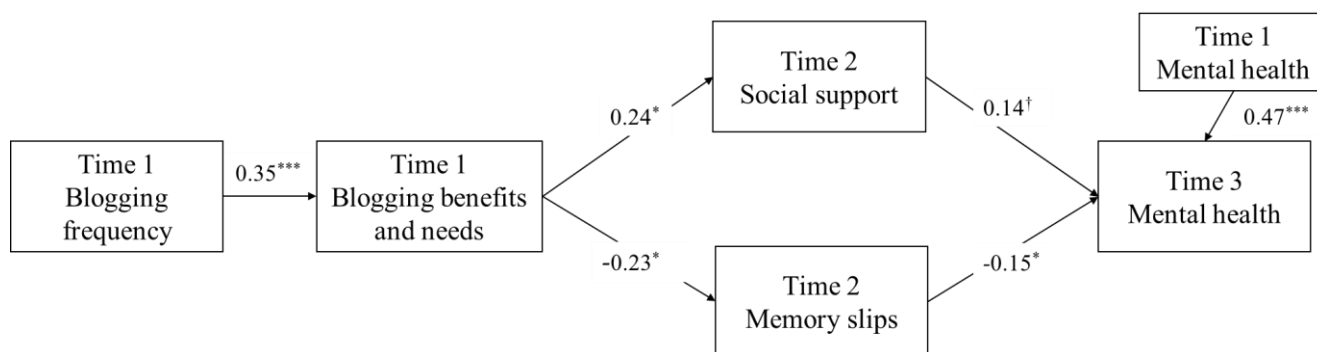 Time 1
Blogging
frequency
0.35***
Time 1
Blogging benefits
and needs
0.24*
-0.23*
Time 2
Social support
Time 2
Memory slips
0.14†
-0.15*
Time 1
Mental health
0.47***
Time 3
Mental health